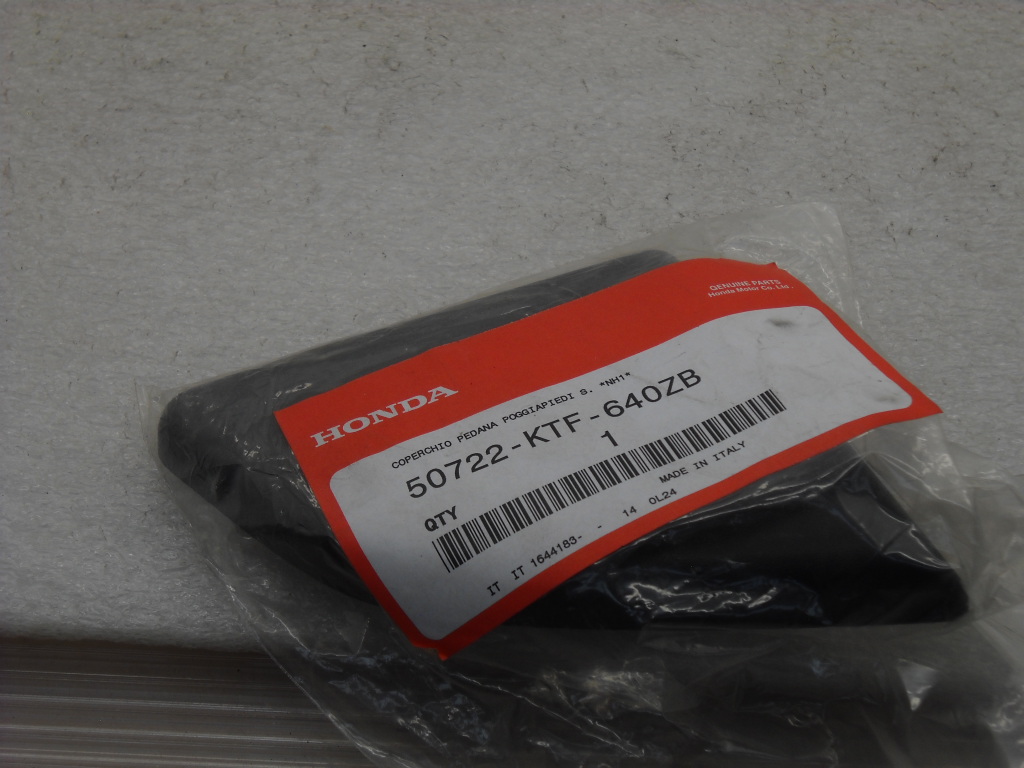 GENUINE PARTS
Honda Motor Co., Ltd.
HONDA
COPERCHIO PEDANA POGGIAPIEDI S. *NH1*
50722-KTF-640ZB
QTY 1
MADE IN ITALY
IT IT 1644183- - 14 OL24